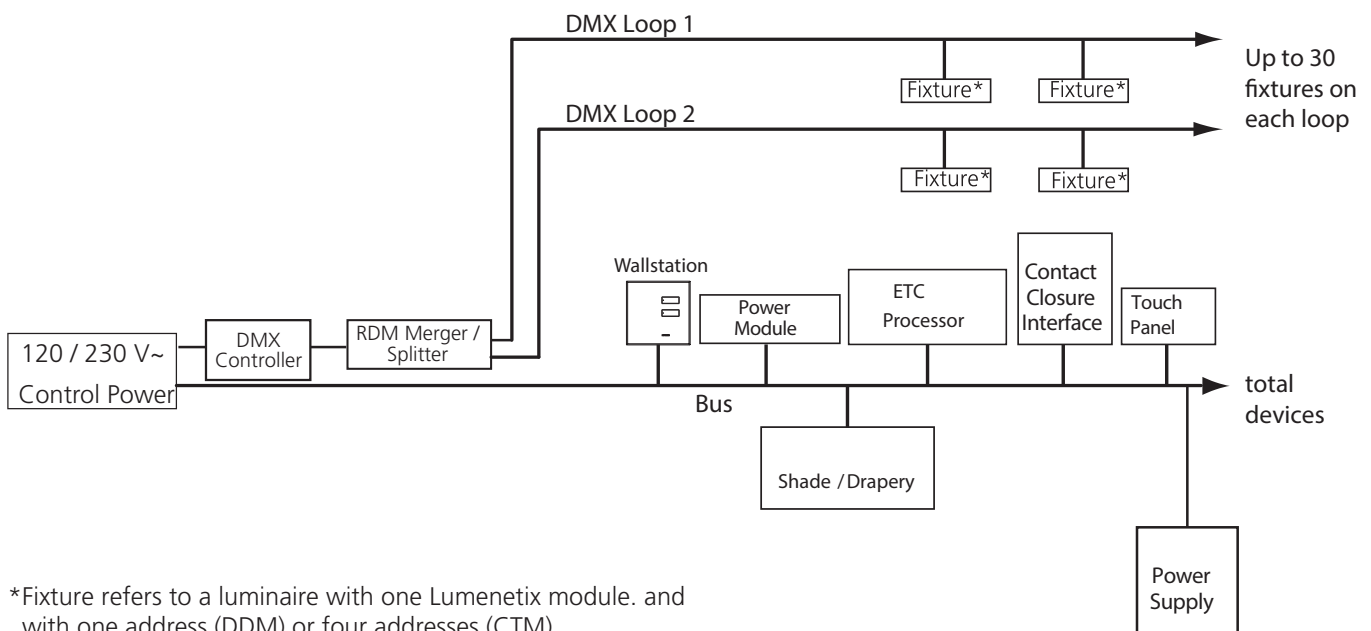 DMX Loop 1
Up to 30
fixtures on
each loop
Fixture*
Fixture*
DMX Loop 2
Fixture*
Fixture*
Wallstation
Power
Module
ETC
Processor
Contact
Closure
Interface
Touch
Panel
120 / 230 V~
Control Power
DMX
Controller
RDM Merger /
Splitter
Bus
total
devices
Shade / Drapery
Power
Supply
*Fixture refers to a luminaire with one Lumenetix module. and
with one address (DDM) or four addresses (CTM)